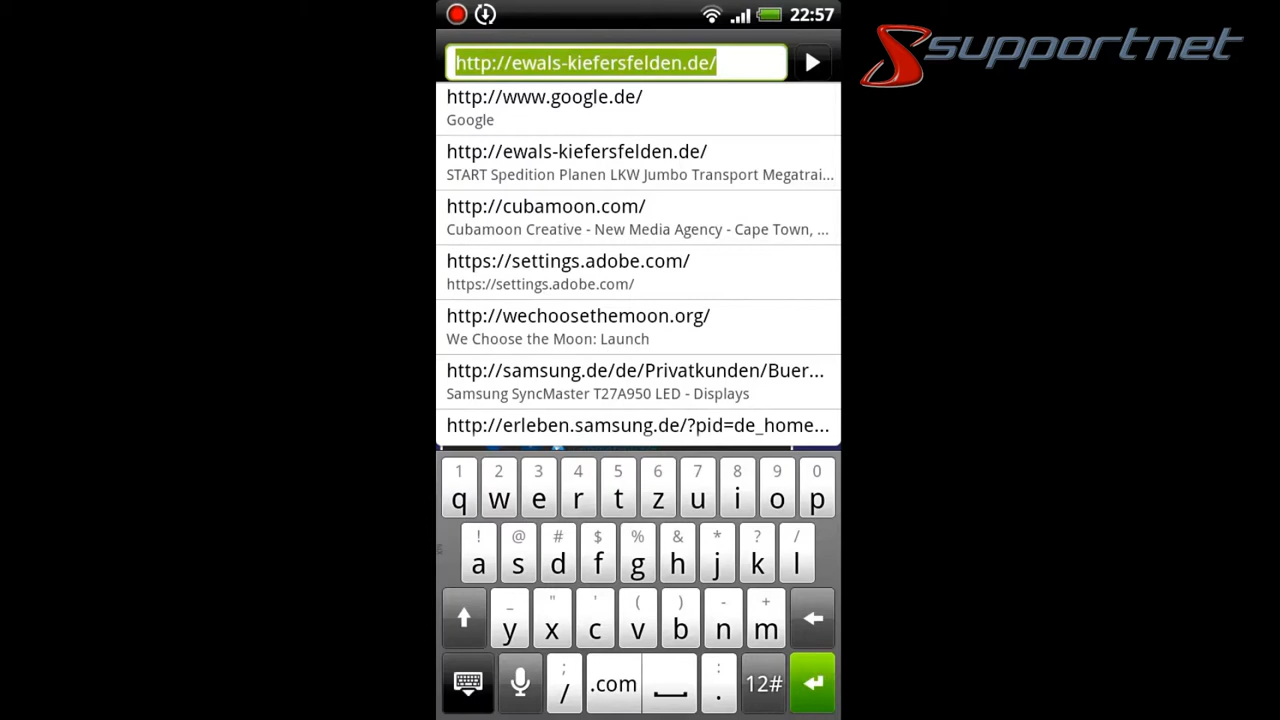 22:57
supportnet
http://ewals-kiefersfelden.de/
http://www.google.de/
Google
http://ewals-kiefersfelden.de/
START Spedition Planen LKW Jumbo Transport Megatrai...
http://cubamoon.com/
Cubamoon Creative - New Media Agency - Cape Town, ...
https://settings.adobe.com/
https://settings.adobe.com/
http://wechoosethemoon.org/
We Choose the Moon: Launch
http://samsung.de/de/Privatkunden/Buer...
Samsung SyncMaster T27A950 LED - Displays
http://erleben.samsung.de/?pid=de_home...
1 2 3 4 5 6 7 8 9 0
q w e r t z u i o p
! @ # $ % & * ? /
a s d f g h j k l
_ " ' ( ) - +
y x c v b n m
; :
/ .com . 12#